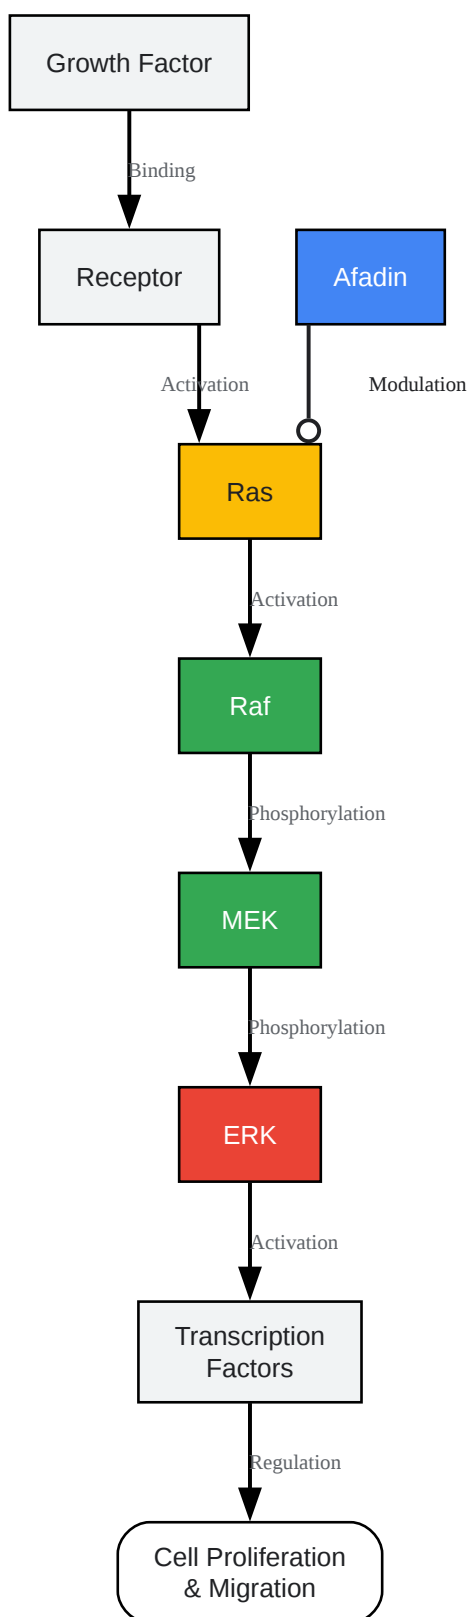 Growth Factor
Binding
Receptor
Afadin
Activation
Modulation
Ras
Activation
Raf
Phosphorylation
MEK
Phosphorylation
ERK
Activation
Transcription
Factors
Regulation
Cell Proliferation
& Migration